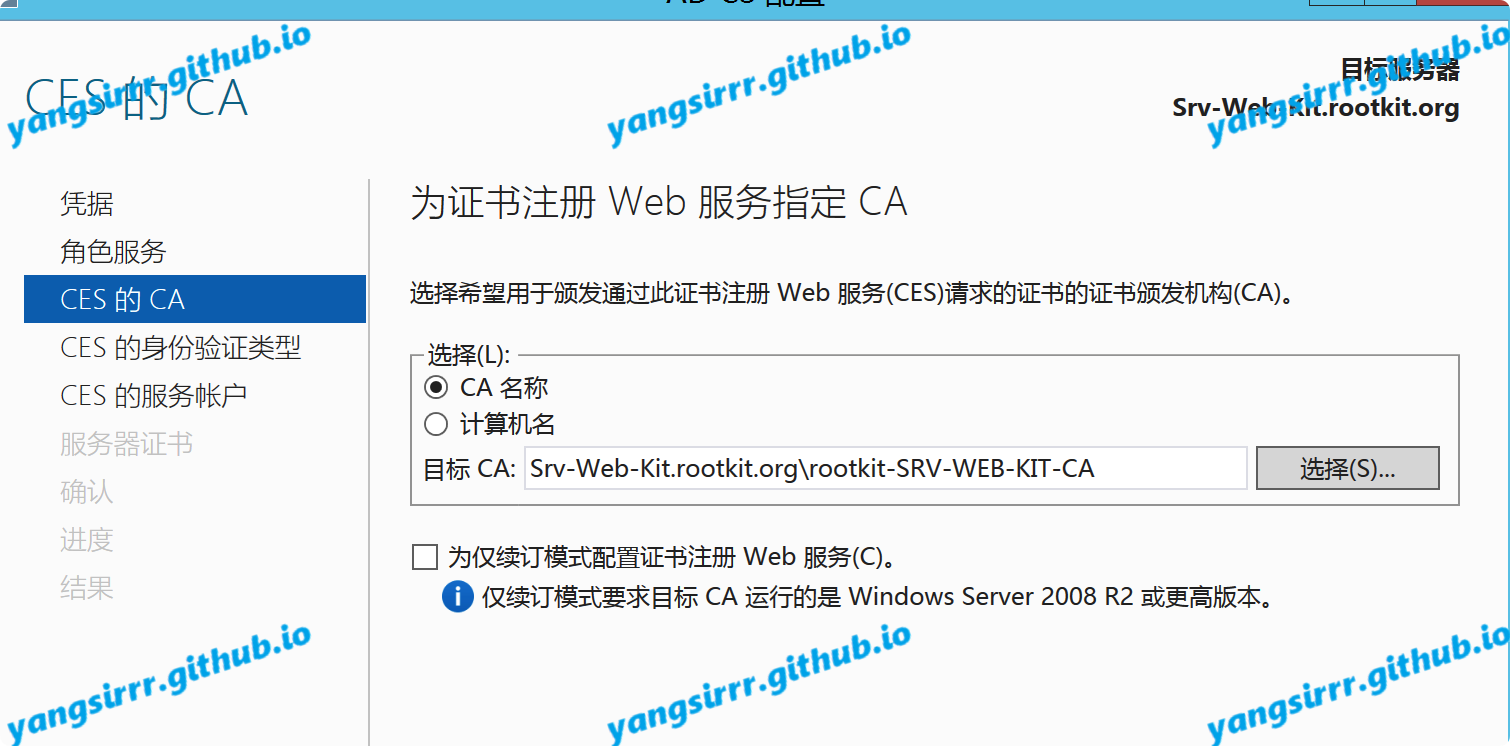 AD CS 配置
yangsirrr.github.io
yangsirrr.github.io
yangsirrr.github.io
CES 的 CA
目标服务器
Srv-Web-Kit.rootkit.org
凭据
角色服务
CES 的 CA
CES 的身份验证类型
CES 的服务帐户
服务器证书
确认
进度
结果
为证书注册 Web 服务指定 CA
选择希望用于颁发通过此证书注册 Web 服务(CES)请求的证书的证书颁发机构(CA)。
选择(L):
CA 名称
计算机名
目标 CA: Srv-Web-Kit.rootkit.org\rootkit-SRV-WEB-KIT-CA 选择(S)...
为仅续订模式配置证书注册 Web 服务(C)。
仅续订模式要求目标 CA 运行的是 Windows Server 2008 R2 或更高版本。
yangsirrr.github.io
yangsirrr.github.io
yangsirrr.github.io